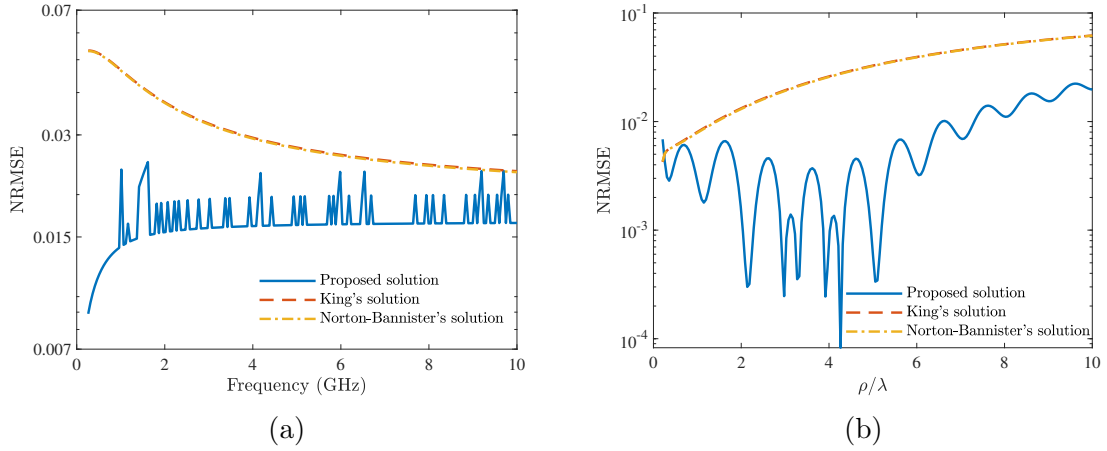 0.07
0.03
0.015
0.007
NRMSE
0 2 4 6 8 10
Frequency (GHz)
Proposed solution
King's solution
Norton-Bannister's solution
(a)
10-1
10-2
10-3
10-4
NRMSE
0 2 4 6 8 10
ρ/λ
Proposed solution
King's solution
Norton-Bannister's solution
(b)